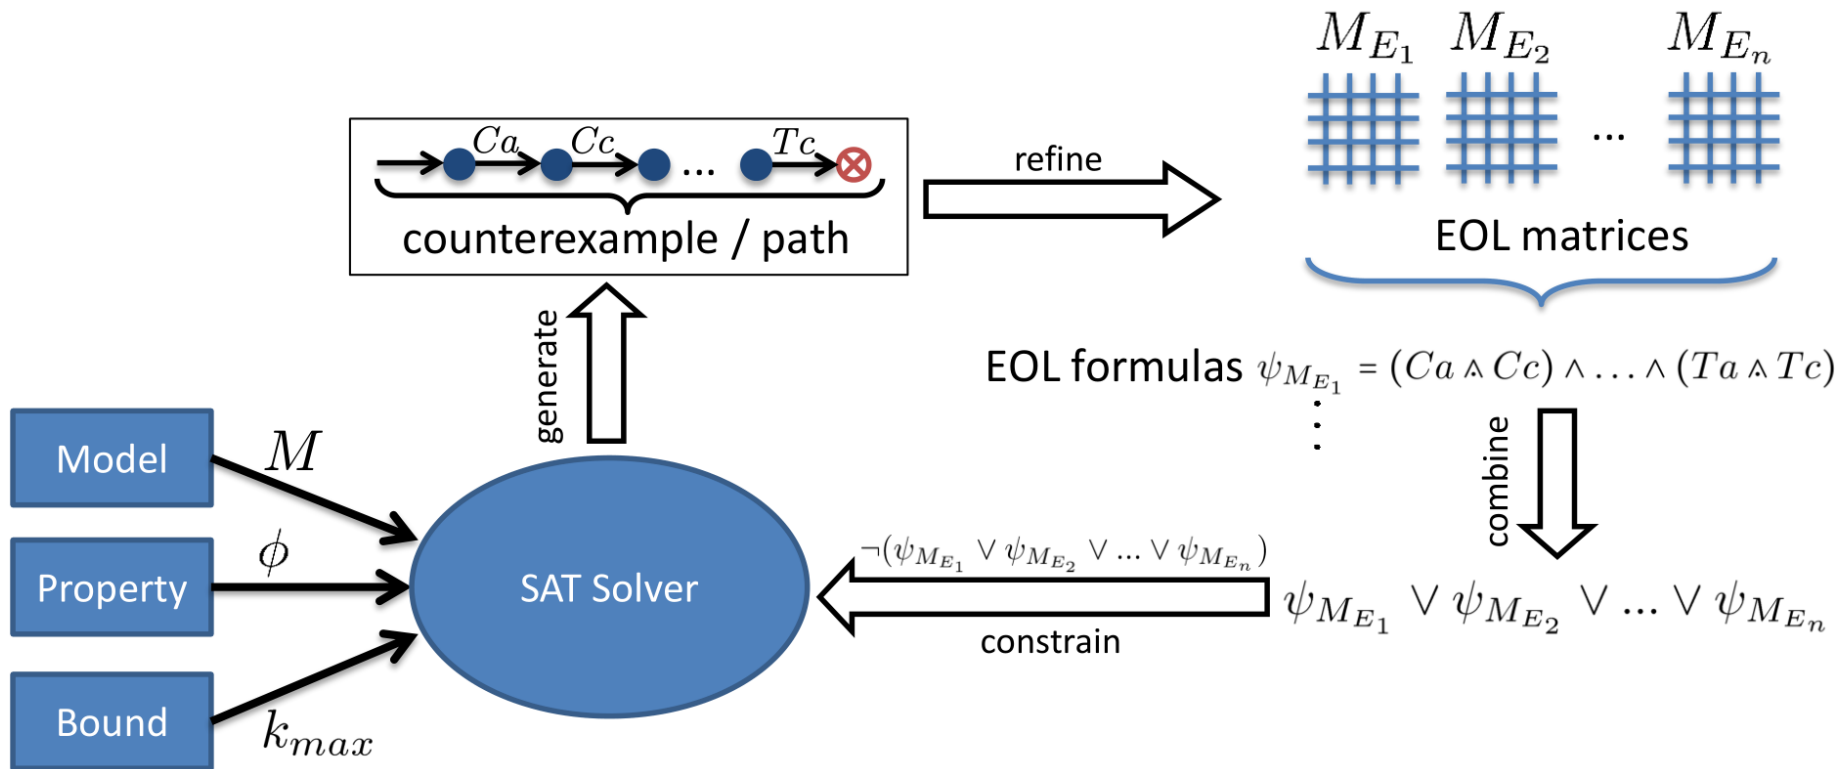 M_{E_1} M_{E_2} ... M_{E_n}
EOL matrices
Ca Cc ... Tc
counterexample / path
refine
generate
EOL formulas ψ_{M_{E_1}} = (Ca ⩑ Cc) ∧ . . . ∧ (Ta ⩑ Tc)
⋮
combine
Model
M
Property
ϕ
Bound
k_{max}
SAT Solver
¬(ψ_{M_{E_1}} ∨ ψ_{M_{E_2}} ∨ ... ∨ ψ_{M_{E_n}})
constrain
ψ_{M_{E_1}} ∨ ψ_{M_{E_2}} ∨ ... ∨ ψ_{M_{E_n}}